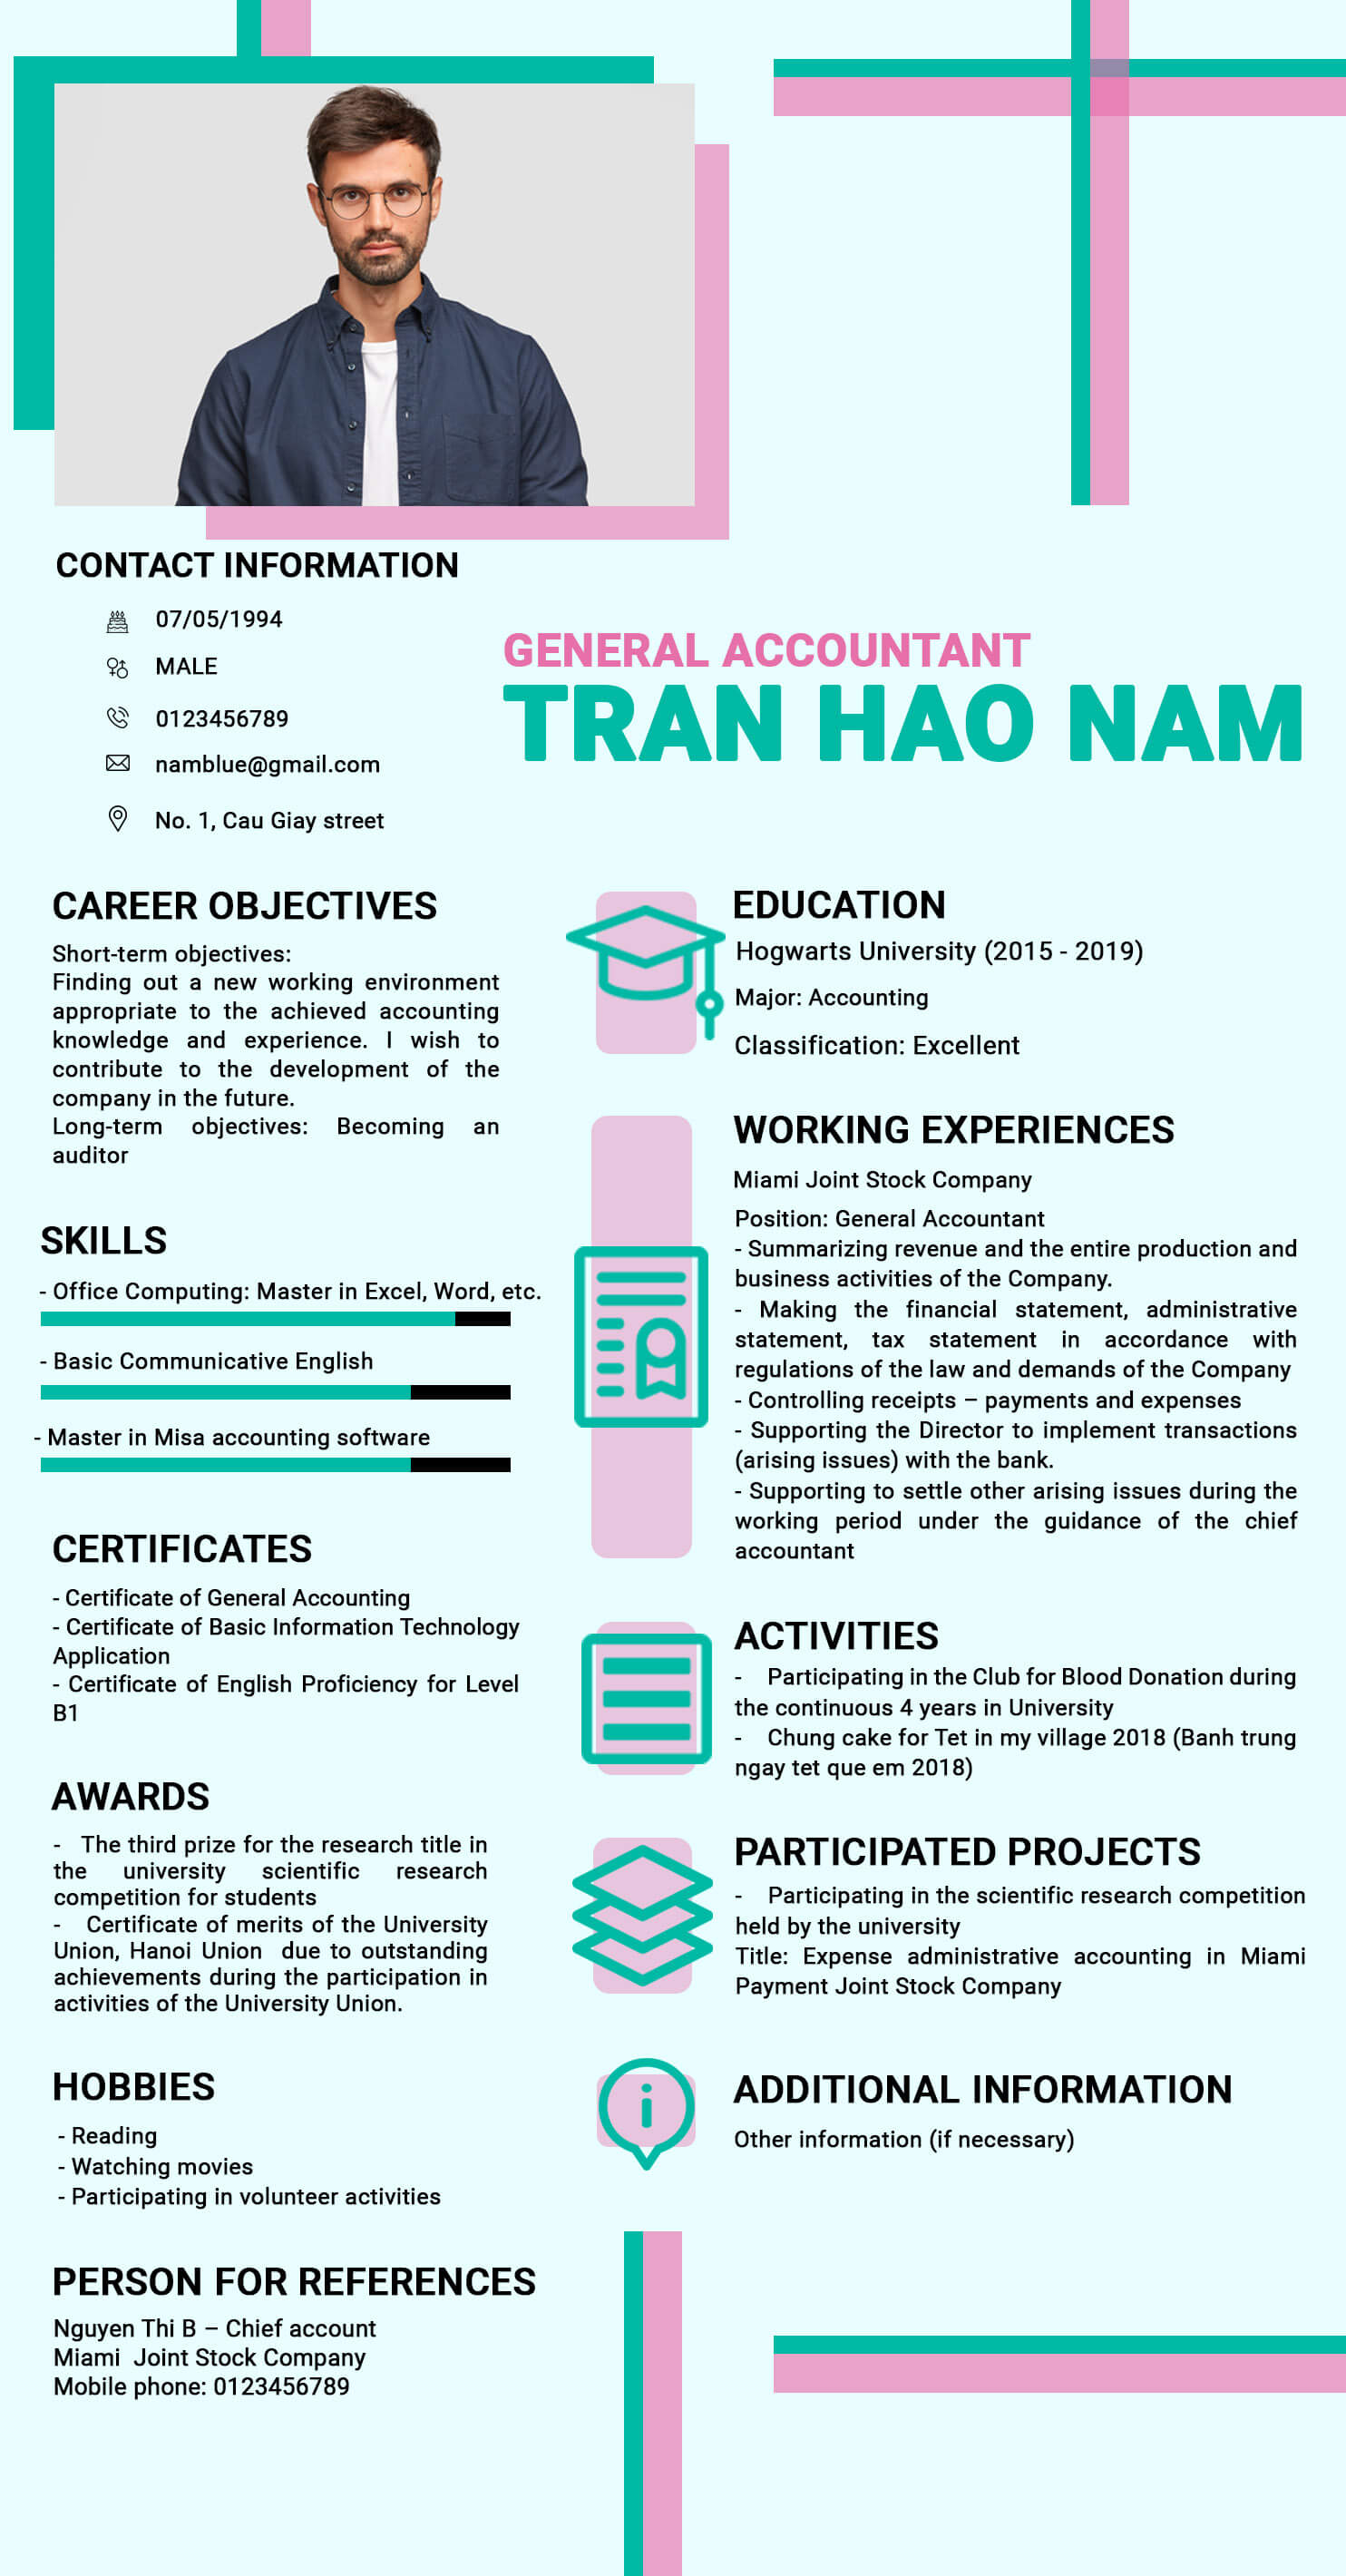 CONTACT INFORMATION
07/05/1994
MALE
0123456789
namblue@gmail.com
No. 1, Cau Giay street
GENERAL ACCOUNTANT
TRAN HAO NAM
CAREER OBJECTIVES
Short-term objectives:
Finding out a new working environment
appropriate to the achieved accounting
knowledge and experience. I wish to
contribute to the development of the
company in the future.
Long-term objectives: Becoming an
auditor
SKILLS
- Office Computing: Master in Excel, Word, etc.
- Basic Communicative English
- Master in Misa accounting software
CERTIFICATES
- Certificate of General Accounting
- Certificate of Basic Information Technology
Application
- Certificate of English Proficiency for Level
B1
AWARDS
- The third prize for the research title in
the university scientific research
competition for students
- Certificate of merits of the University
Union, Hanoi Union due to outstanding
achievements during the participation in
activities of the University Union.
HOBBIES
- Reading
- Watching movies
- Participating in volunteer activities
PERSON FOR REFERENCES
Nguyen Thi B – Chief account
Miami Joint Stock Company
Mobile phone: 0123456789
EDUCATION
Hogwarts University (2015 - 2019)
Major: Accounting
Classification: Excellent
WORKING EXPERIENCES
Miami Joint Stock Company
Position: General Accountant
- Summarizing revenue and the entire production and
business activities of the Company.
- Making the financial statement, administrative
statement, tax statement in accordance with
regulations of the law and demands of the Company
- Controlling receipts – payments and expenses
- Supporting the Director to implement transactions
(arising issues) with the bank.
- Supporting to settle other arising issues during the
working period under the guidance of the chief
accountant
ACTIVITIES
- Participating in the Club for Blood Donation during
the continuous 4 years in University
- Chung cake for Tet in my village 2018 (Banh trung
ngay tet que em 2018)
PARTICIPATED PROJECTS
- Participating in the scientific research competition
held by the university
Title: Expense administrative accounting in Miami
Payment Joint Stock Company
ADDITIONAL INFORMATION
Other information (if necessary)